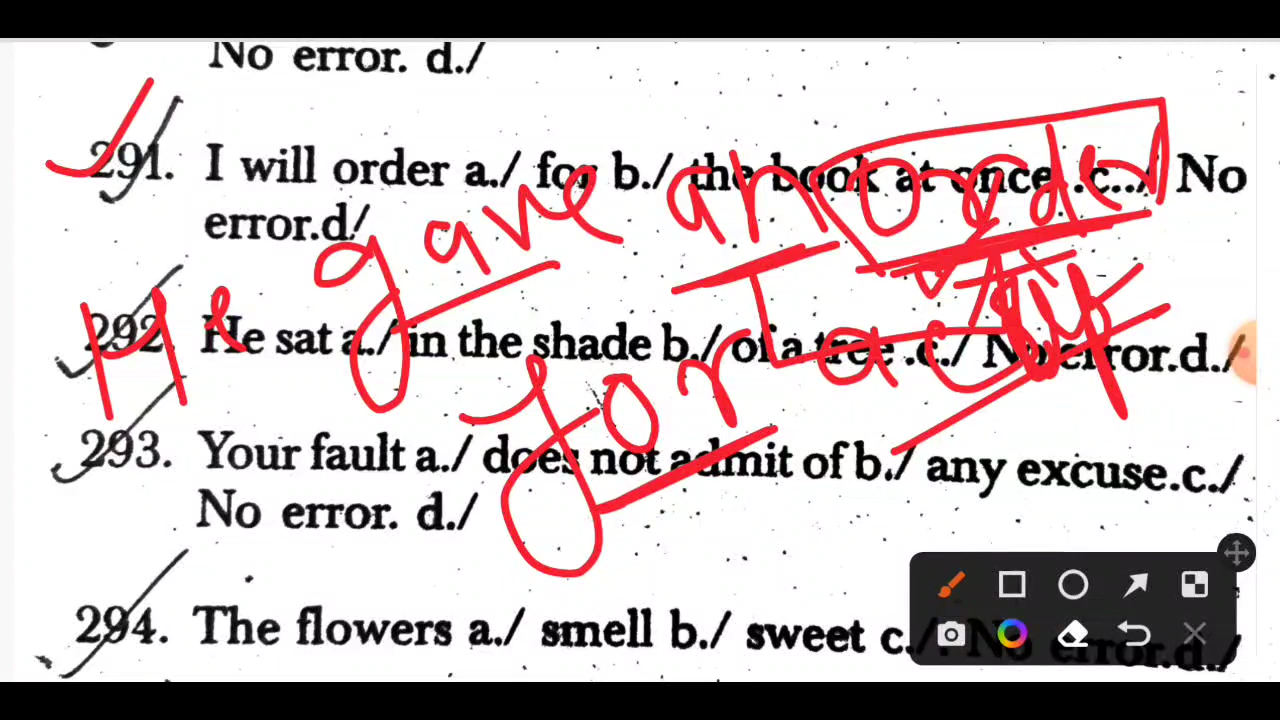 No error. d./
291. I will order a./ for b./ the book at once .c../ No
error.d/
He gave an order
for a cup
292. He sat a./ in the shade b./ of a tree .c./ No error.d./
293. Your fault a./ does not admit of b./ any excuse.c./
No error. d./
294. The flowers a./ smell b./ sweet c./. No error.d./